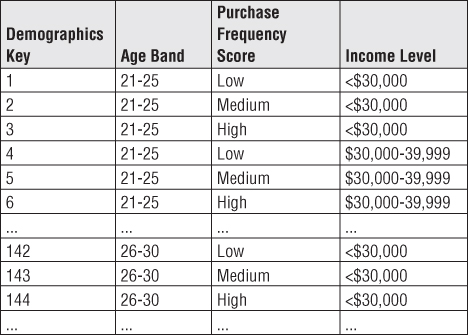 Demographics Key | Age Band | Purchase Frequency Score | Income Level
1 | 21-25 | Low | <$30,000
2 | 21-25 | Medium | <$30,000
3 | 21-25 | High | <$30,000
4 | 21-25 | Low | $30,000-39,999
5 | 21-25 | Medium | $30,000-39,999
6 | 21-25 | High | $30,000-39,999
... | ... | ... | ...
142 | 26-30 | Low | <$30,000
143 | 26-30 | Medium | <$30,000
144 | 26-30 | High | <$30,000
... | ... | ... | ...